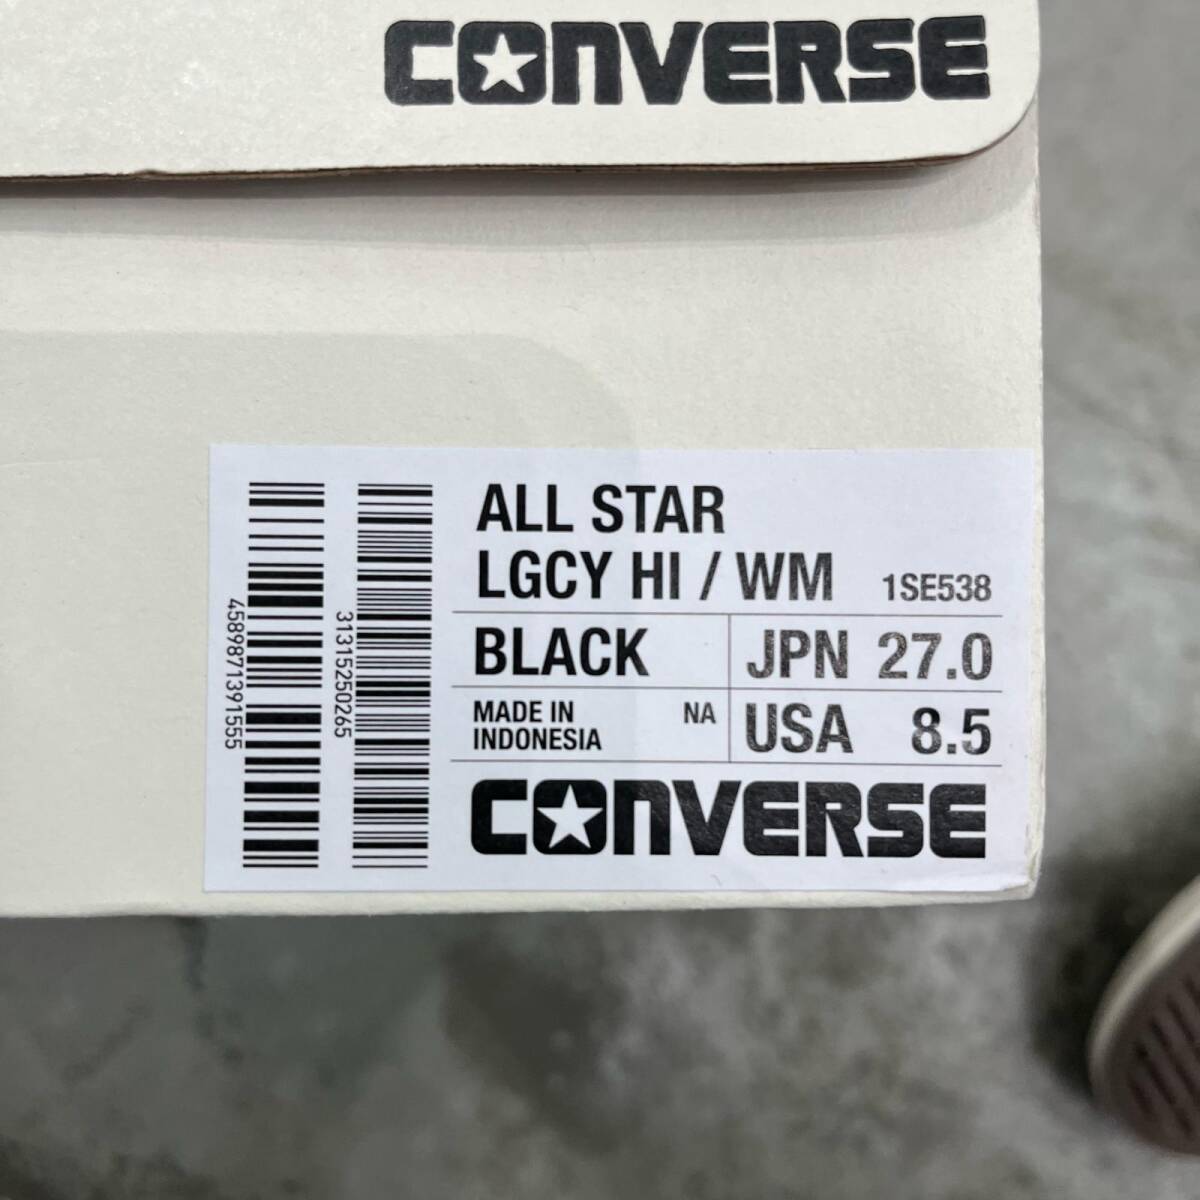 CONVERSE
ALL STAR
LGCY HI / WM 1SE538
BLACK JPN 27.0
MADE IN INDONESIA NA USA 8.5
CONVERSE
4589871391555
31315250265